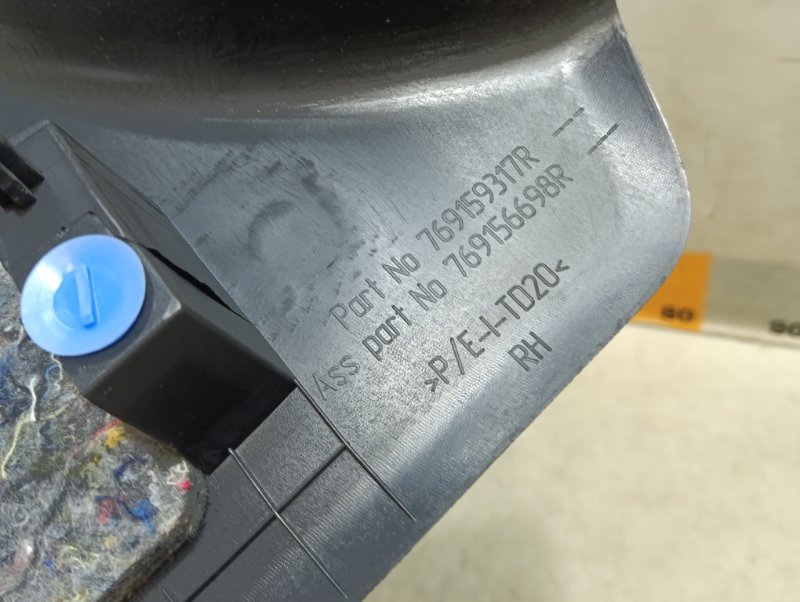 Part No 769159317R ---
Ass part No 769156698R ---
>P/E-I-TD20<
RH